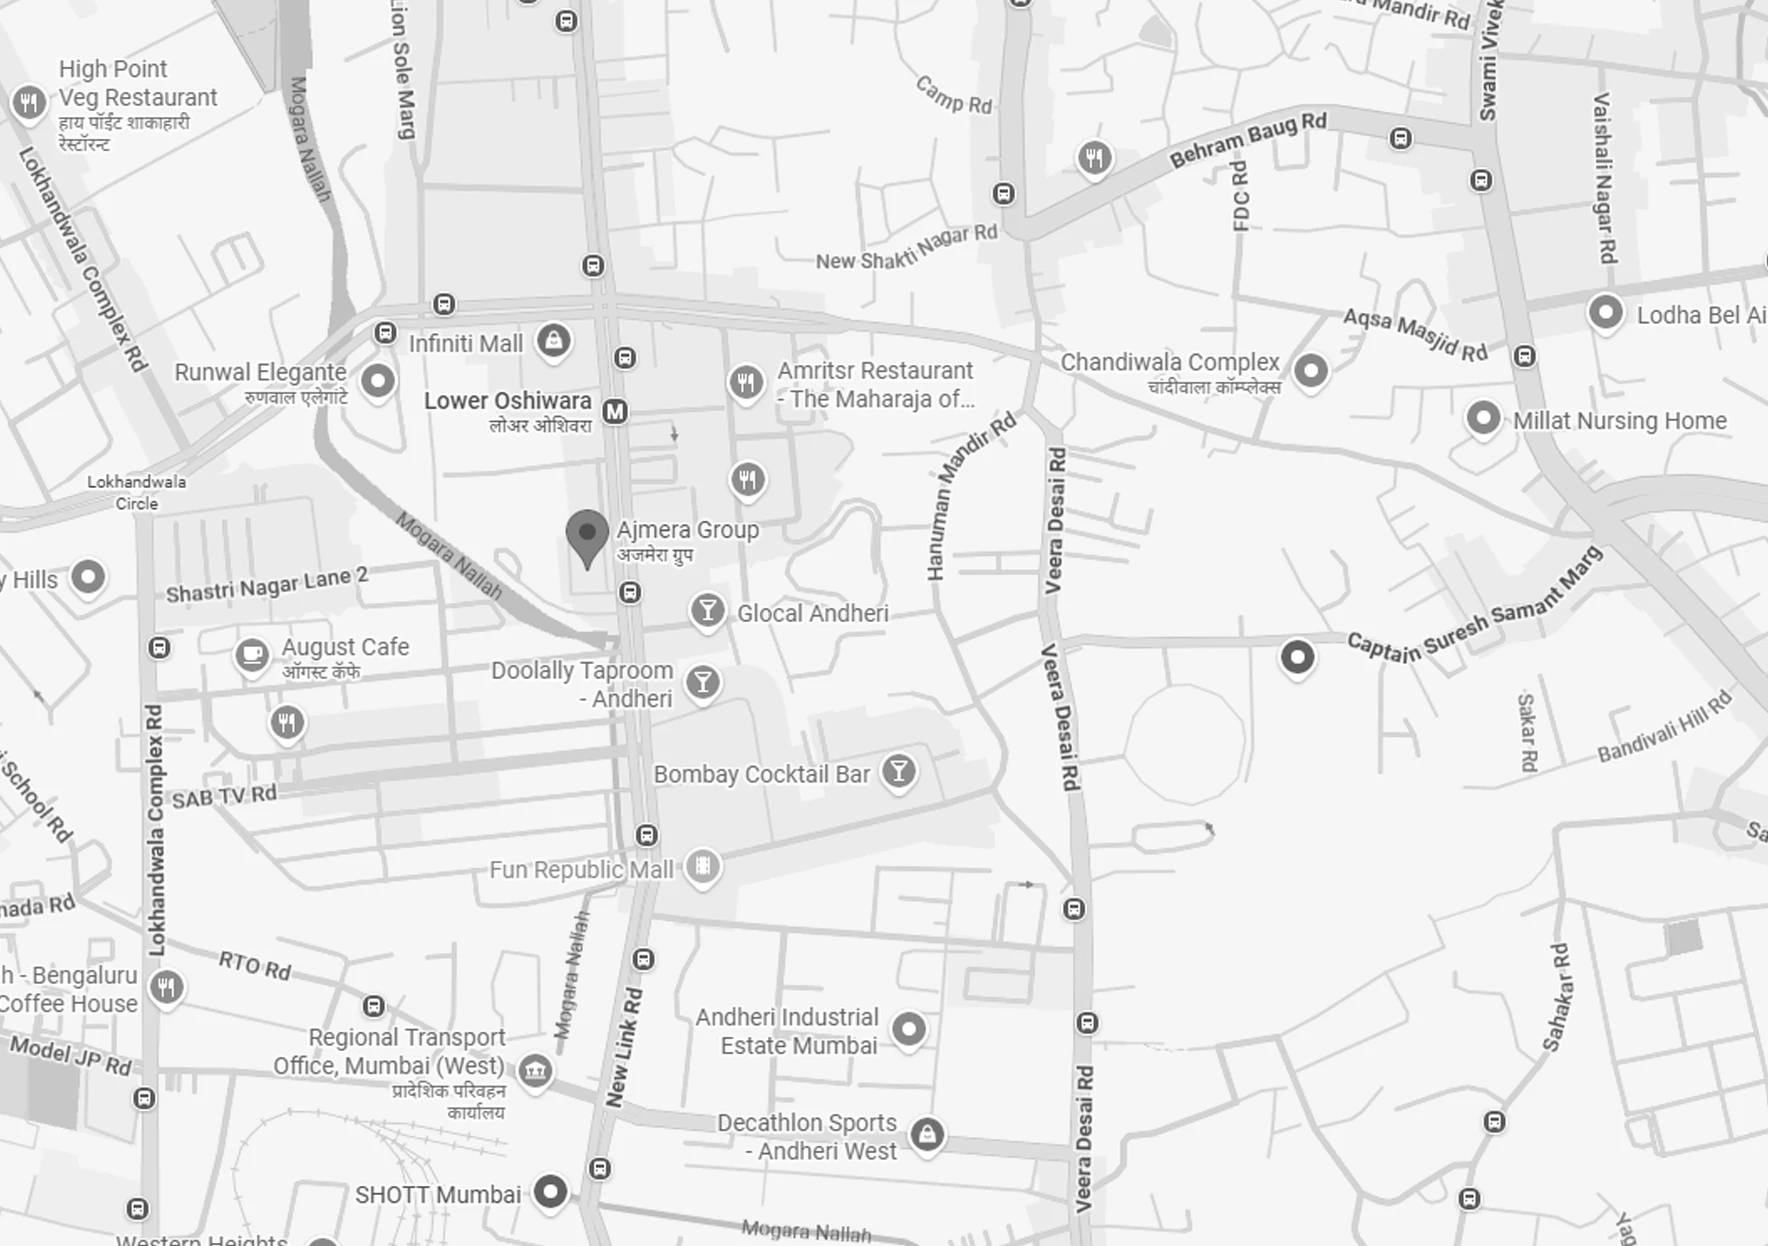 Mandir Rd
Swami Vivek
Lion Sole Marg
High Point
Veg Restaurant
हाय पॉईंट शाकाहारी
रेस्टॉरन्ट
Mogara Nallah
Camp Rd
Behram Baug Rd
Vaishali Nagar Rd
FDC Rd
Lokhandwala Complex Rd
New Shakti Nagar Rd
Aqsa Masjid Rd
Lodha Bel Ai
Infiniti Mall
Runwal Elegante
रुणवाल एलेगांटे
Amritsr Restaurant
- The Maharaja of...
Chandiwala Complex
चांदीवाला कॉम्प्लेक्स
Lower Oshiwara
लोअर ओशिवरा
M
Millat Nursing Home
Hanuman Mandir Rd
Veera Desai Rd
Lokhandwala
Circle
Mogara Nallah
Ajmera Group
अजमेरा ग्रुप
y Hills
Shastri Nagar Lane 2
Captain Suresh Samant Marg
Glocal Andheri
August Cafe
ऑगस्ट कॅफे
Doolally Taproom
- Andheri
Veera Desai Rd
Sakar Rd
Bandivali Hill Rd
Lokhandwala Complex Rd
i School Rd
SAB TV Rd
Bombay Cocktail Bar
Sa
Fun Republic Mall
nada Rd
RTO Rd
Mogara Nallah
h - Bengaluru
Coffee House
Sahakar Rd
Regional Transport
Office, Mumbai (West)
प्रादेशिक परिवहन
कार्यालय
New Link Rd
Andheri Industrial
Estate Mumbai
Model JP Rd
Veera Desai Rd
Decathlon Sports
- Andheri West
SHOTT Mumbai
Mogara Nallah
Yag
Western Heights